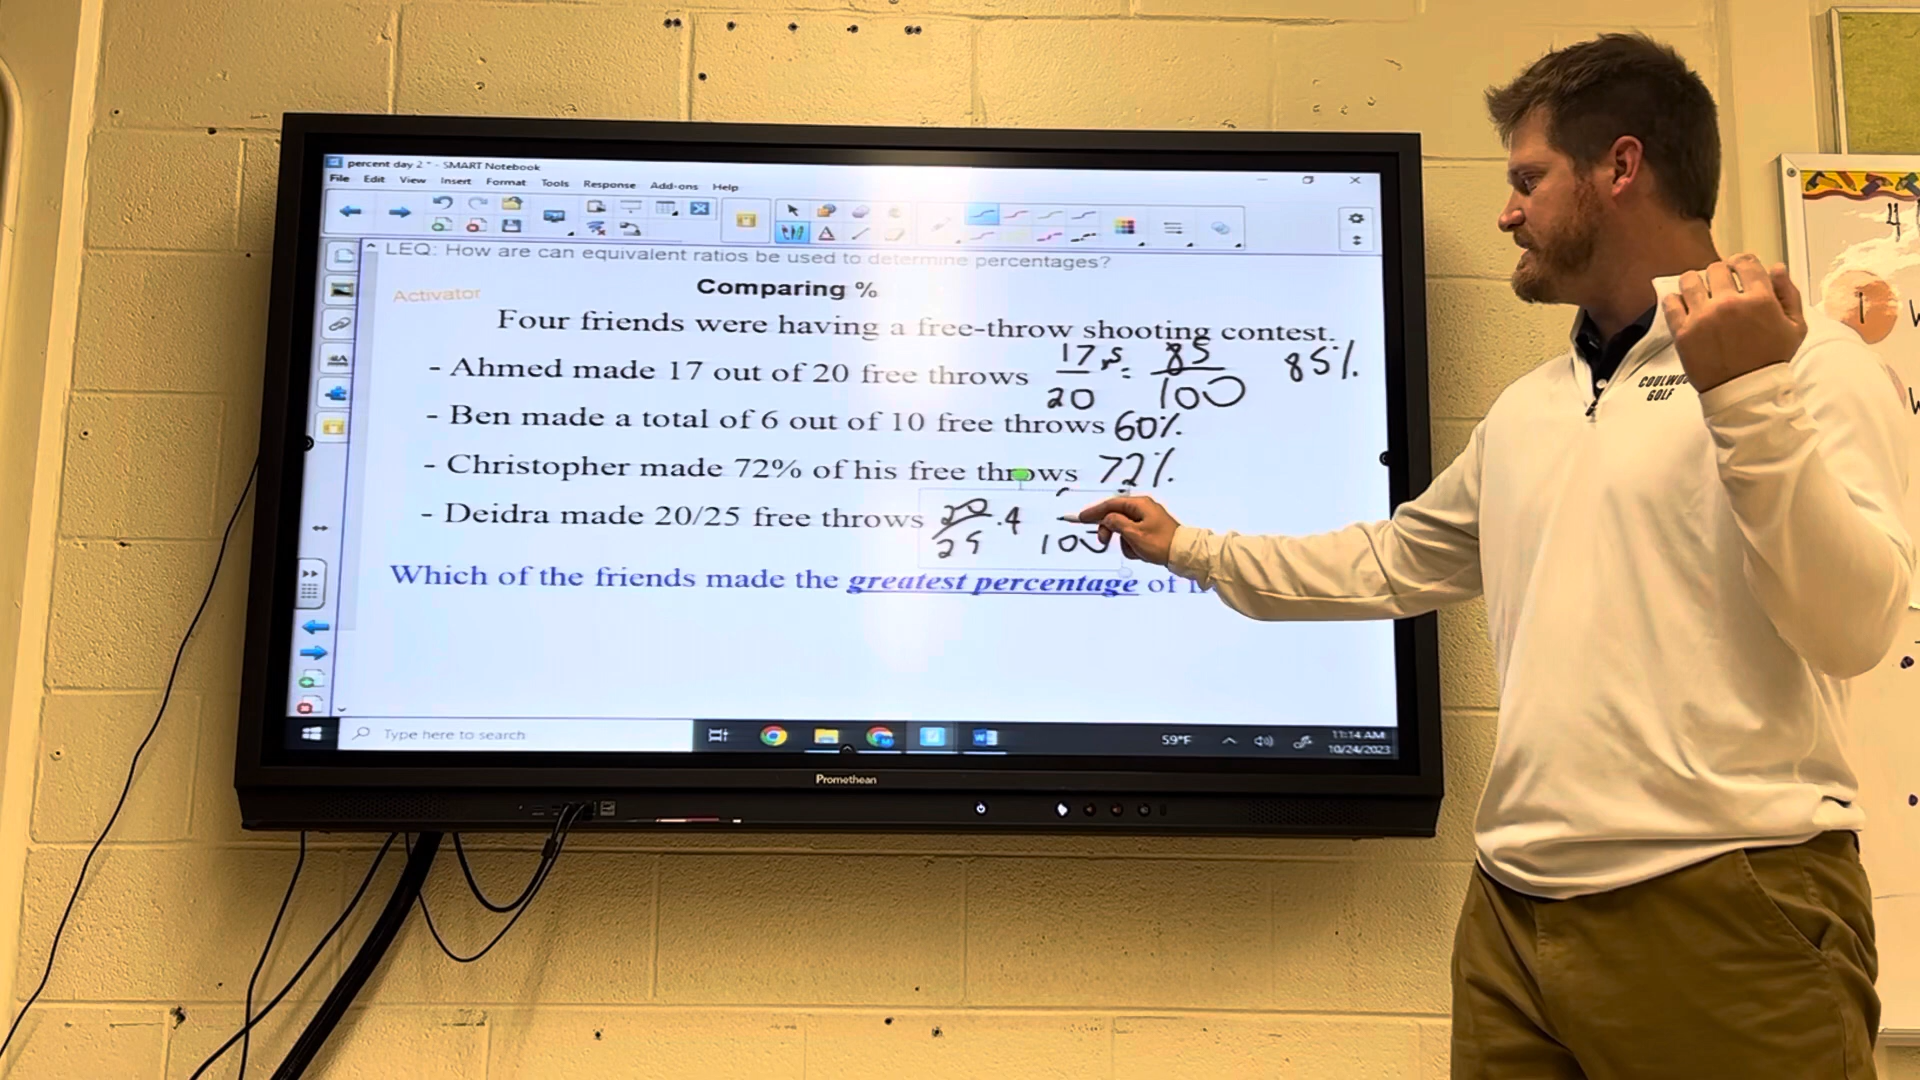 percent day 2 * - SMART Notebook
File Edit View Insert Format Tools Response Add-ons Help
LEQ: How are can equivalent ratios be used to determine percentages?
Activator
Comparing %
Four friends were having a free-throw shooting contest.
- Ahmed made 17 out of 20 free throws 17/20 .5 = 85/100 85%
- Ben made a total of 6 out of 10 free throws 60%
- Christopher made 72% of his free throws 72%
- Deidra made 20/25 free throws 20/25 .4 100
Which of the friends made the greatest percentage of
Type here to search
59°F
11:14 AM
10/24/2023
Promethean
GOLF
4
1